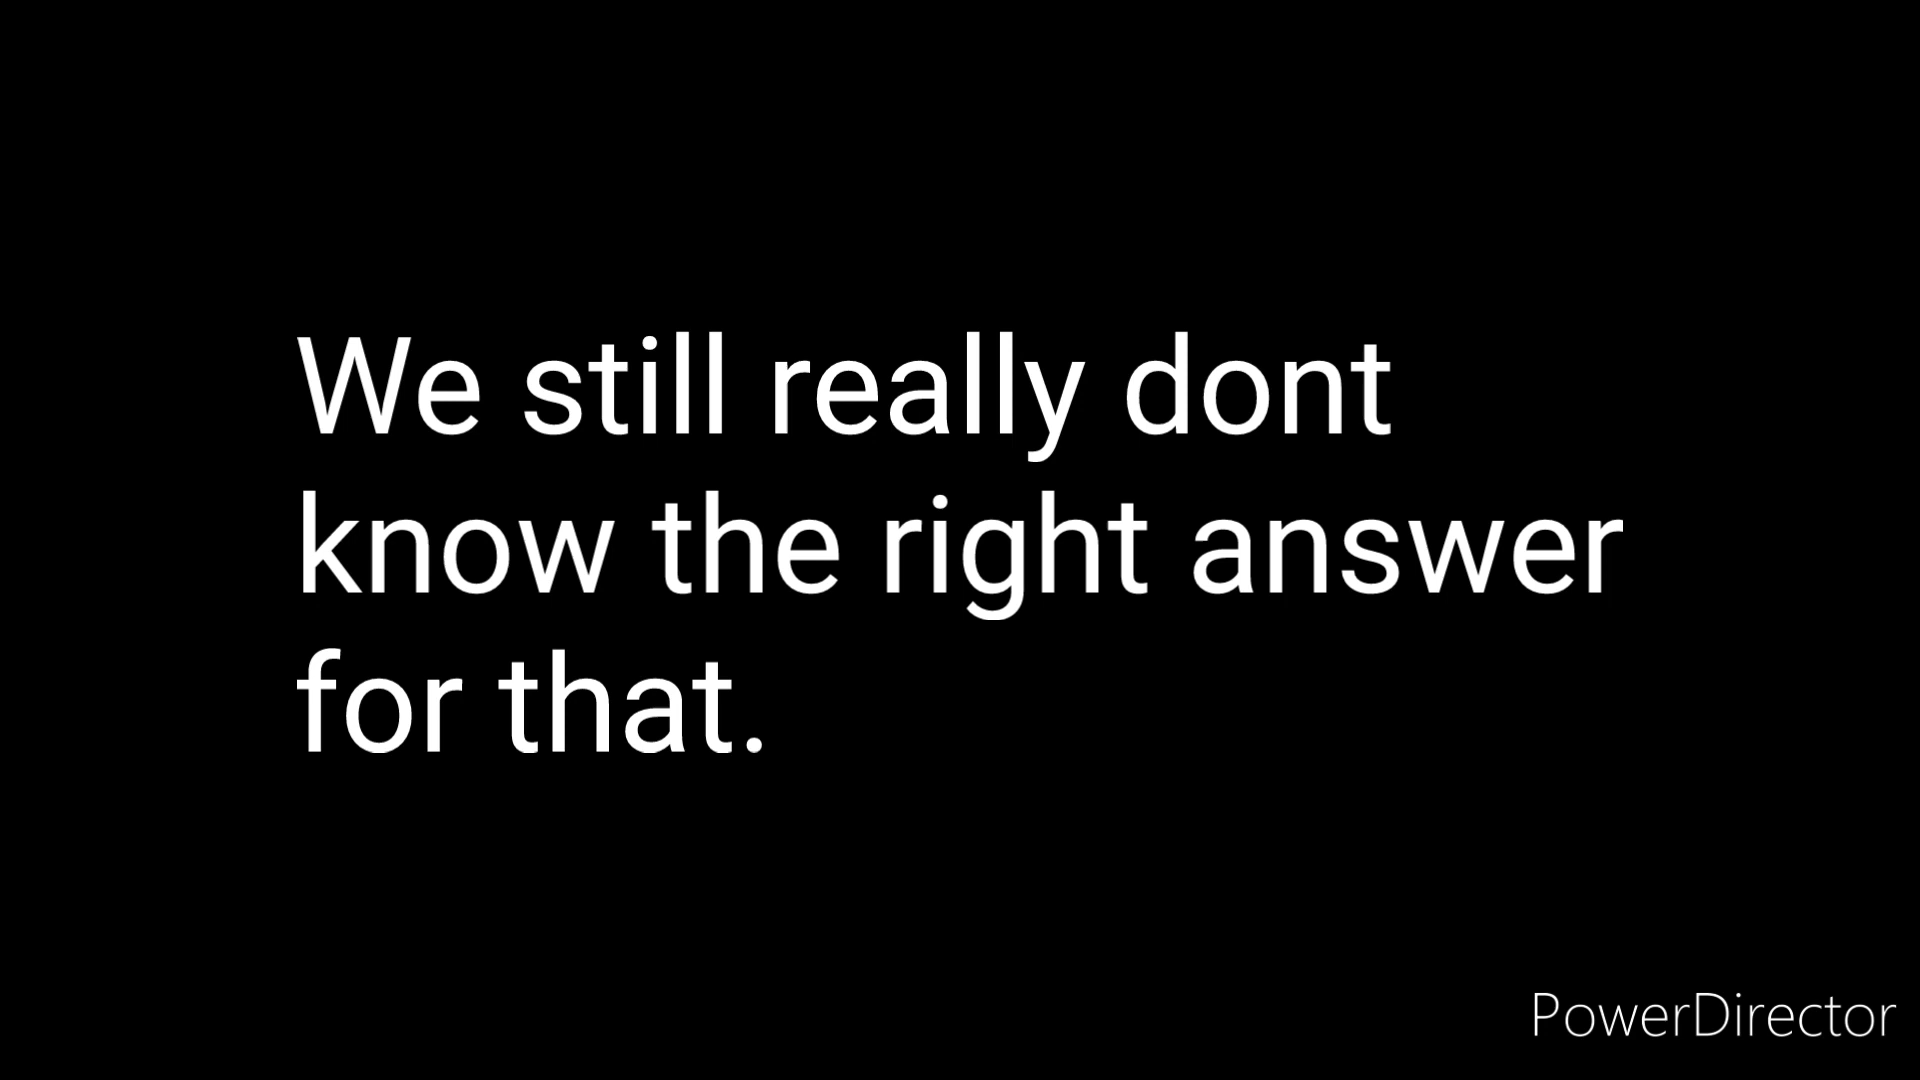 We still really dont
know the right answer
for that.
PowerDirector